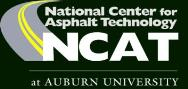 National Center for
Asphalt Technology
NCAT
at AUBURN UNIVERSITY